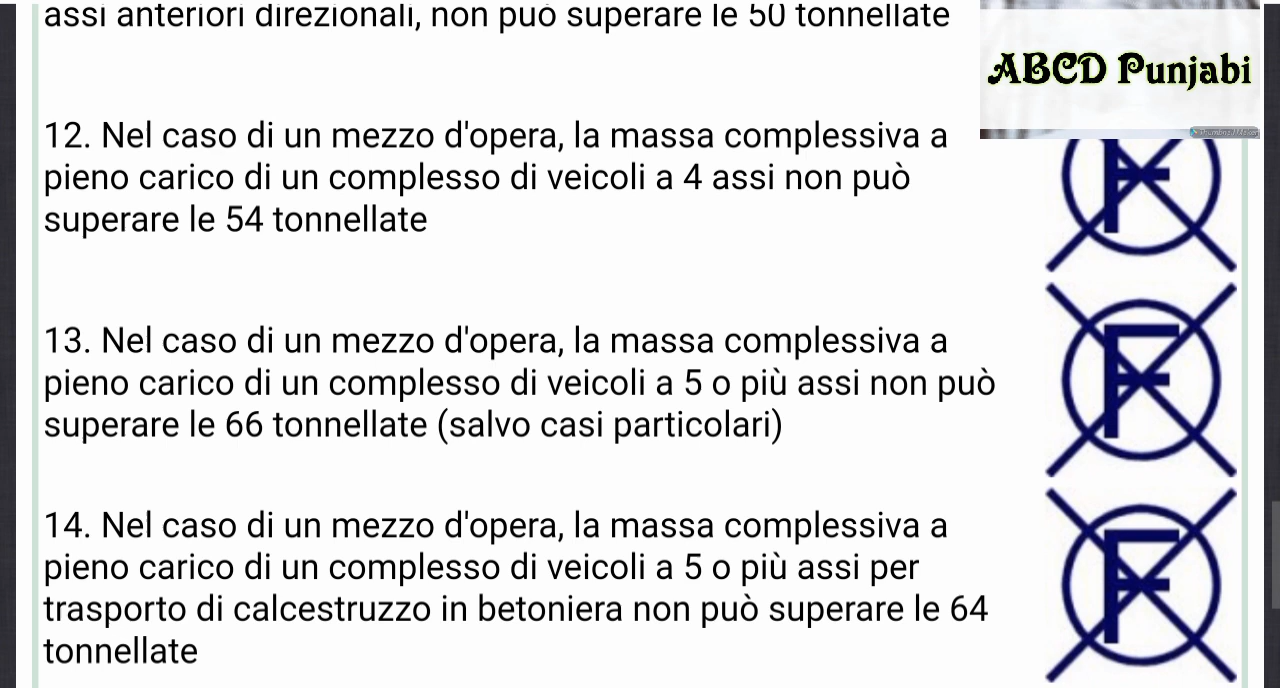 assi anteriori direzionali, non può superare le 50 tonnellate
ABCD Punjabi
12. Nel caso di un mezzo d'opera, la massa complessiva a
pieno carico di un complesso di veicoli a 4 assi non può
superare le 54 tonnellate
F
13. Nel caso di un mezzo d'opera, la massa complessiva a
pieno carico di un complesso di veicoli a 5 o più assi non può
superare le 66 tonnellate (salvo casi particolari)
F
14. Nel caso di un mezzo d'opera, la massa complessiva a
pieno carico di un complesso di veicoli a 5 o più assi per
trasporto di calcestruzzo in betoniera non può superare le 64
tonnellate
F